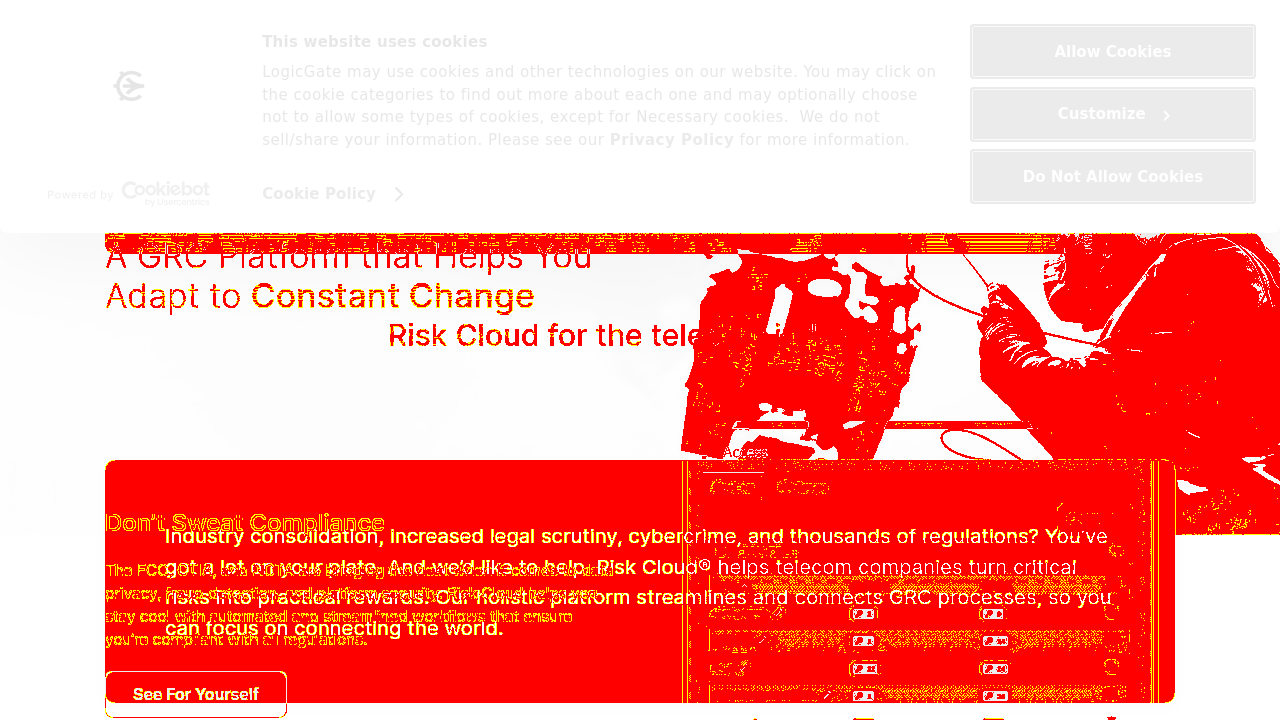 This website uses cookies
LogicGate may use cookies and other technologies on our website. You may click on
the cookie categories to find out more about each one and may optionally choose
not to allow some types of cookies, except for Necessary cookies.  We do not
sell/share your information. Please see our Privacy Policy for more information.
Allow Cookies
Customize
Do Not Allow Cookies
Powered by Cookiebot
by Usercentrics
Cookie Policy
A GRC Platform that Helps You
Adapt to Constant Change
Risk Cloud for the
Access
Don't Sweat Compliance
Industry consolidation, increased legal scrutiny, cybercrime, and thousands of regulations? You've
got a lot on your plate. And we'd like to help. Risk Cloud® helps telecom companies turn critical
risks into practical rewards. Our holistic platform streamlines and connects GRC processes, so you
can focus on connecting the world.
stay cool with automated and streamlined workflows that ensure
you're compliant with all regulations.
See For Yourself